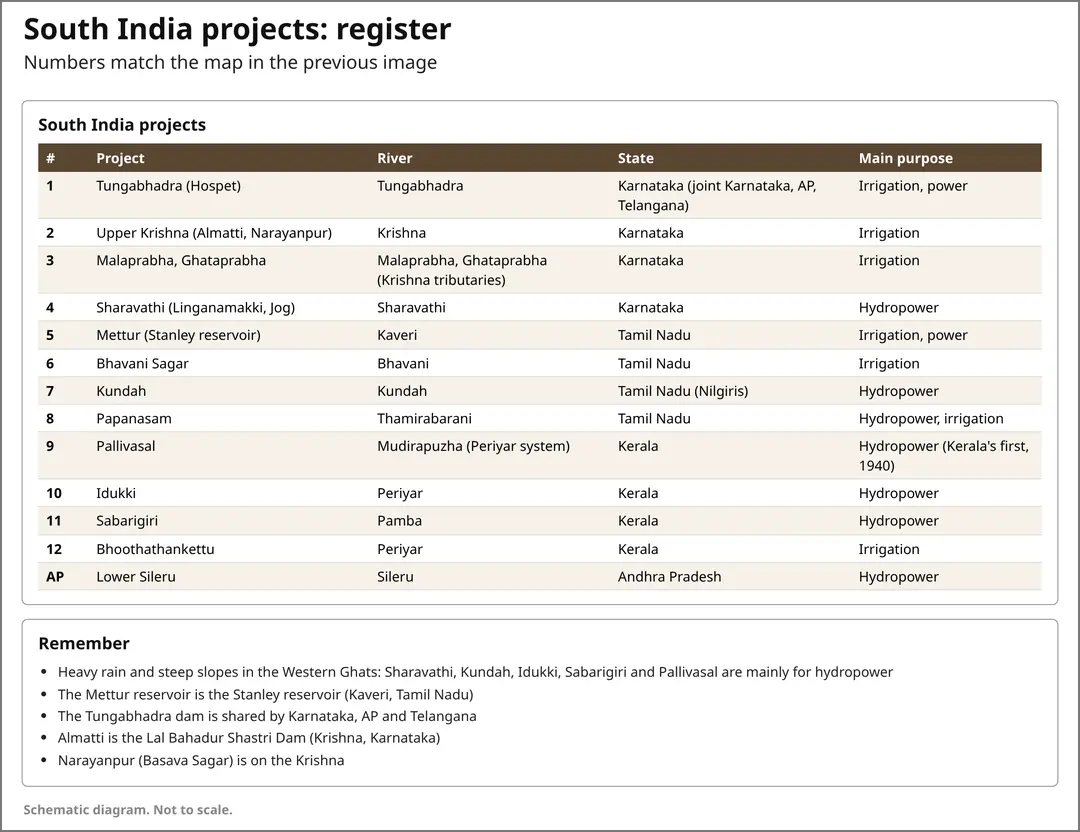 South India projects: register
Numbers match the map in the previous image
South India projects
# Project River State Main purpose
1 Tungabhadra (Hospet) Tungabhadra Karnataka (joint Karnataka, AP, Telangana) Irrigation, power
2 Upper Krishna (Almatti, Narayanpur) Krishna Karnataka Irrigation
3 Malaprabha, Ghataprabha Malaprabha, Ghataprabha (Krishna tributaries) Karnataka Irrigation
4 Sharavathi (Linganamakki, Jog) Sharavathi Karnataka Hydropower
5 Mettur (Stanley reservoir) Kaveri Tamil Nadu Irrigation, power
6 Bhavani Sagar Bhavani Tamil Nadu Irrigation
7 Kundah Kundah Tamil Nadu (Nilgiris) Hydropower
8 Papanasam Thamirabarani Tamil Nadu Hydropower, irrigation
9 Pallivasal Mudirapuzha (Periyar system) Kerala Hydropower (Kerala's first, 1940)
10 Idukki Periyar Kerala Hydropower
11 Sabarigiri Pamba Kerala Hydropower
12 Bhoothathankettu Periyar Kerala Irrigation
AP Lower Sileru Sileru Andhra Pradesh Hydropower
Remember
• Heavy rain and steep slopes in the Western Ghats: Sharavathi, Kundah, Idukki, Sabarigiri and Pallivasal are mainly for hydropower
• The Mettur reservoir is the Stanley reservoir (Kaveri, Tamil Nadu)
• The Tungabhadra dam is shared by Karnataka, AP and Telangana
• Almatti is the Lal Bahadur Shastri Dam (Krishna, Karnataka)
• Narayanpur (Basava Sagar) is on the Krishna
Schematic diagram. Not to scale.